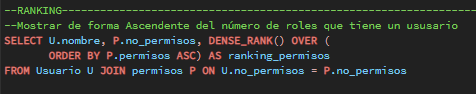 --RANKING----------------------------------------------------------
--Mostrar de forma Ascendente del número de roles que tiene un ususario
SELECT U.nombre, P.no_permisos, DENSE_RANK() OVER (
ORDER BY P.permisos ASC) AS ranking_permisos
FROM Usuario U JOIN permisos P ON U.no_permisos = P.no_permisos